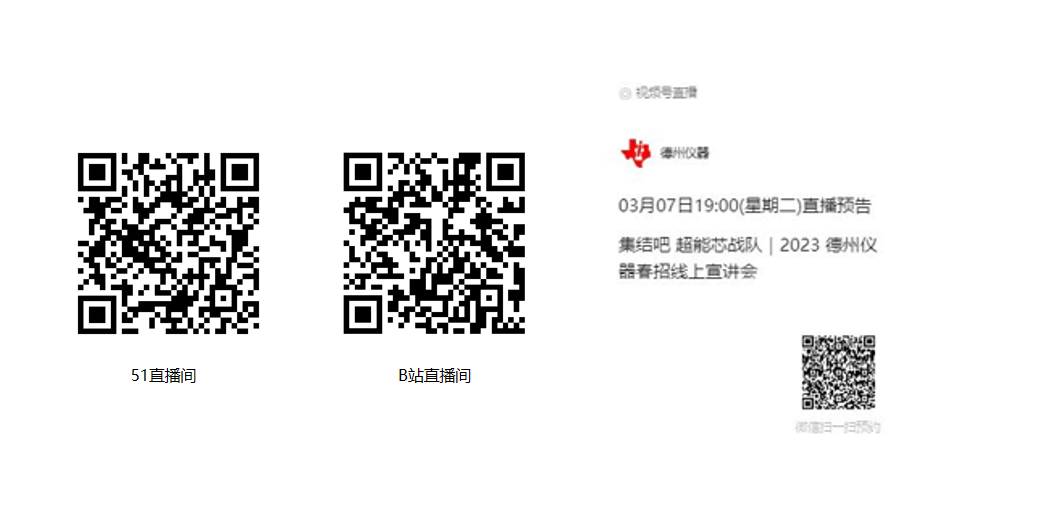 51直播间
B站直播间
视频号直播
德州仪器
03月07日19:00(星期二)直播预告
集结吧 超能芯战队｜2023 德州仪
器春招线上宣讲会
微信扫一扫预约